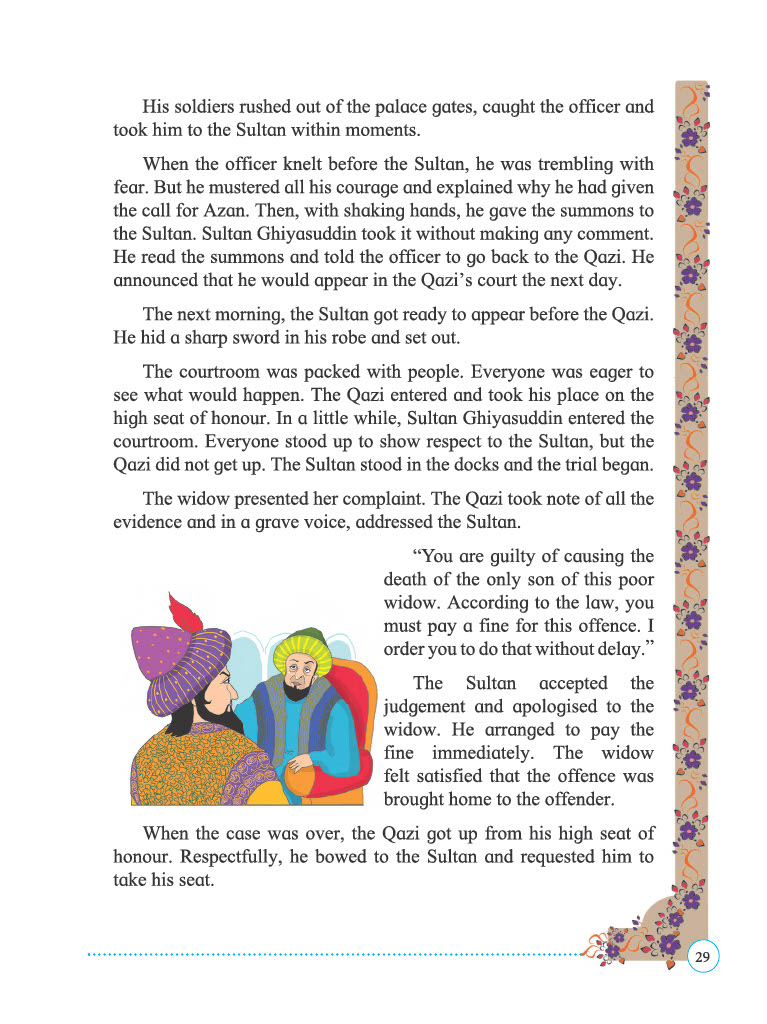 His soldiers rushed out of the palace gates, caught the officer and
took him to the Sultan within moments.
When the officer knelt before the Sultan, he was trembling with
fear. But he mustered all his courage and explained why he had given
the call for Azan. Then, with shaking hands, he gave the summons to
the Sultan. Sultan Ghiyasuddin took it without making any comment.
He read the summons and told the officer to go back to the Qazi. He
announced that he would appear in the Qazi’s court the next day.
The next morning, the Sultan got ready to appear before the Qazi.
He hid a sharp sword in his robe and set out.
The courtroom was packed with people. Everyone was eager to
see what would happen. The Qazi entered and took his place on the
high seat of honour. In a little while, Sultan Ghiyasuddin entered the
courtroom. Everyone stood up to show respect to the Sultan, but the
Qazi did not get up. The Sultan stood in the docks and the trial began.
The widow presented her complaint. The Qazi took note of all the
evidence and in a grave voice, addressed the Sultan.
“You are guilty of causing the
death of the only son of this poor
widow. According to the law, you
must pay a fine for this offence. I
order you to do that without delay.”
The Sultan accepted the
judgement and apologised to the
widow. He arranged to pay the
fine immediately. The widow
felt satisfied that the offence was
brought home to the offender.
When the case was over, the Qazi got up from his high seat of
honour. Respectfully, he bowed to the Sultan and requested him to
take his seat.
29